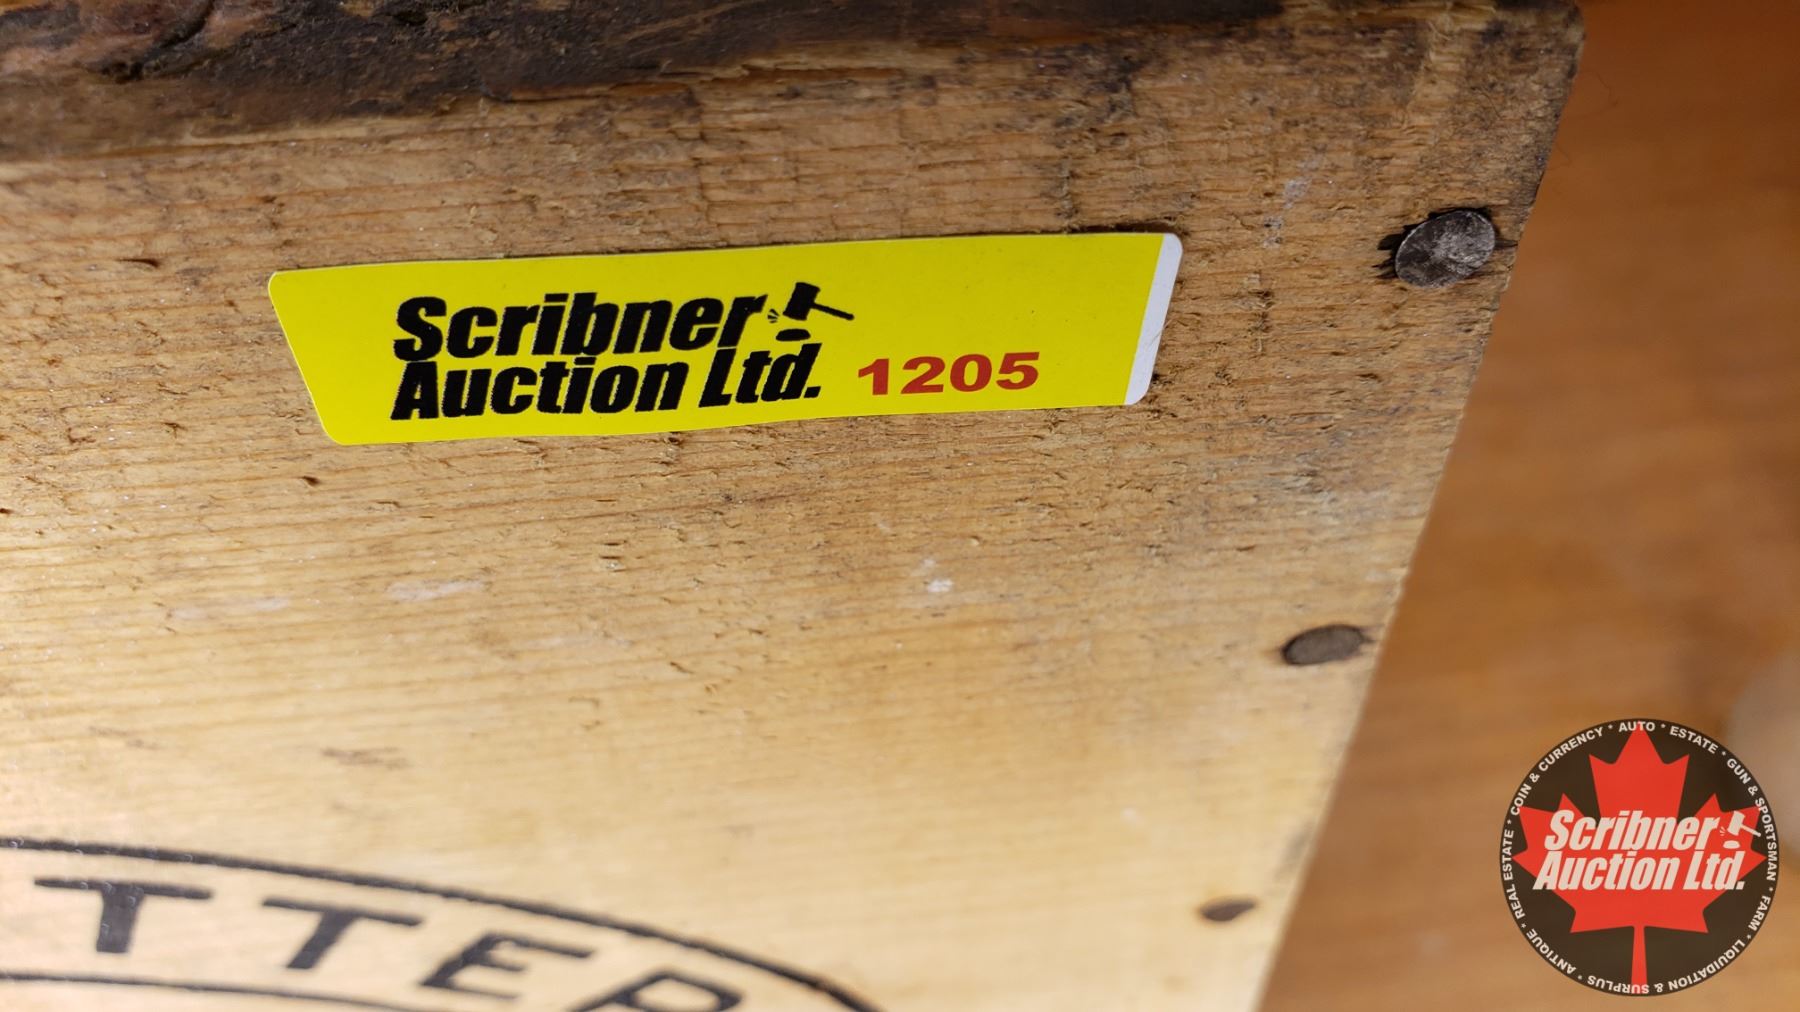 Scribner
Auction Ltd. 1205
TTER
ANTIQUE * REAL ESTATE * COIN & CURRENCY * AUTO * ESTATE * GUN & SPORTSMAN * FARM * LIQUIDATION & SURPLUS *
Scribner
Auction Ltd.